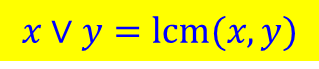 x ∨ y = lcm(x, y)